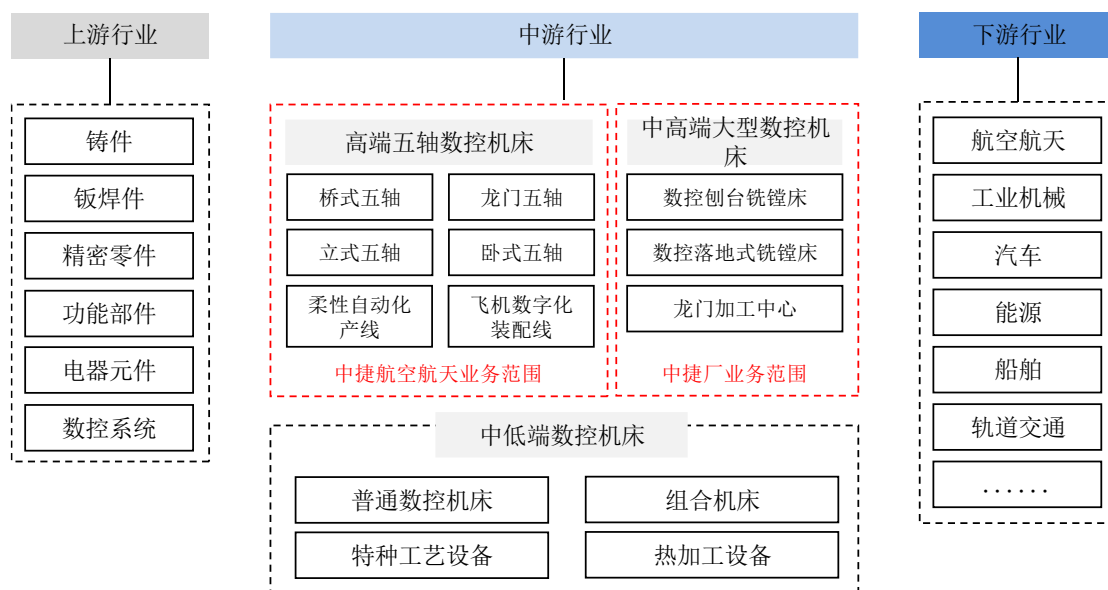 上游行业
铸件
钣焊件
精密零件
功能部件
电器元件
数控系统
中游行业
高端五轴数控机床
桥式五轴
龙门五轴
立式五轴
卧式五轴
柔性自动化
产线
飞机数字化
装配线
中捷航空航天业务范围
中高端大型数控机
床
数控刨台铣镗床
数控落地式铣镗床
龙门加工中心
中捷厂业务范围
中低端数控机床
普通数控机床
组合机床
特种工艺设备
热加工设备
下游行业
航空航天
工业机械
汽车
能源
船舶
轨道交通
......